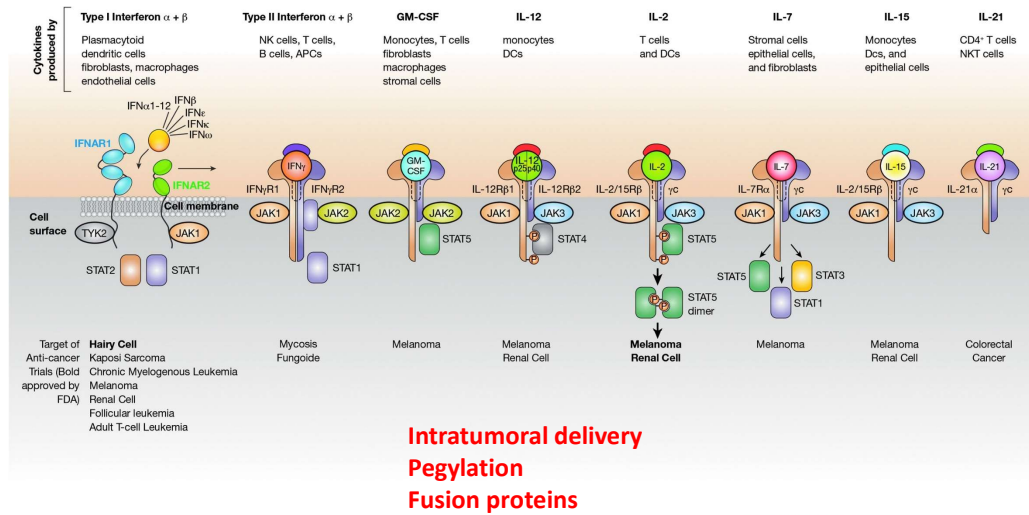 Cytokines
produced by
Type I Interferon α + β
Plasmacytoid
dendritic cells
fibroblasts, macrophages
endothelial cells
Type II Interferon α + β
NK cells, T cells,
B cells, APCs
GM-CSF
Monocytes, T cells
fibroblasts
macrophages
stromal cells
IL-12
monocytes
DCs
IL-2
T cells
and DCs
IL-7
Stromal cells
epithelial cells,
and fibroblasts
IL-15
Monocytes
Dcs, and
epithelial cells
IL-21
CD4+ T cells
NKT cells
IFNα1-12
IFNβ
IFNε
IFNκ
IFNω
IFNAR1
IFNAR2
Cell membrane
Cell
surface
TYK2
JAK1
STAT2
STAT1
IFNγ
IFNγR1
IFNγR2
JAK1
JAK2
STAT1
GM-
CSF
JAK2
JAK2
STAT5
IL-12
p25p40
IL-12Rβ1
IL-12Rβ2
JAK1
JAK3
P
STAT4
P
IL-2
IL-2/15Rβ
γc
JAK1
JAK3
P
STAT5
P
P
P
STAT5
dimer
IL-7
IL-7Rα
γc
JAK1
JAK3
STAT5
STAT3
STAT1
IL-15
IL-2/15Rβ
γc
JAK1
JAK3
IL-21
IL-21α
γc
Target of
Anti-cancer
Trials (Bold
approved by
FDA)
Hairy Cell
Kaposi Sarcoma
Chronic Myelogenous Leukemia
Melanoma
Renal Cell
Follicular leukemia
Adult T-cell Leukemia
Mycosis
Fungoide
Melanoma
Melanoma
Renal Cell
Melanoma
Renal Cell
Melanoma
Melanoma
Renal Cell
Colorectal
Cancer
Intratumoral delivery
Pegylation
Fusion proteins